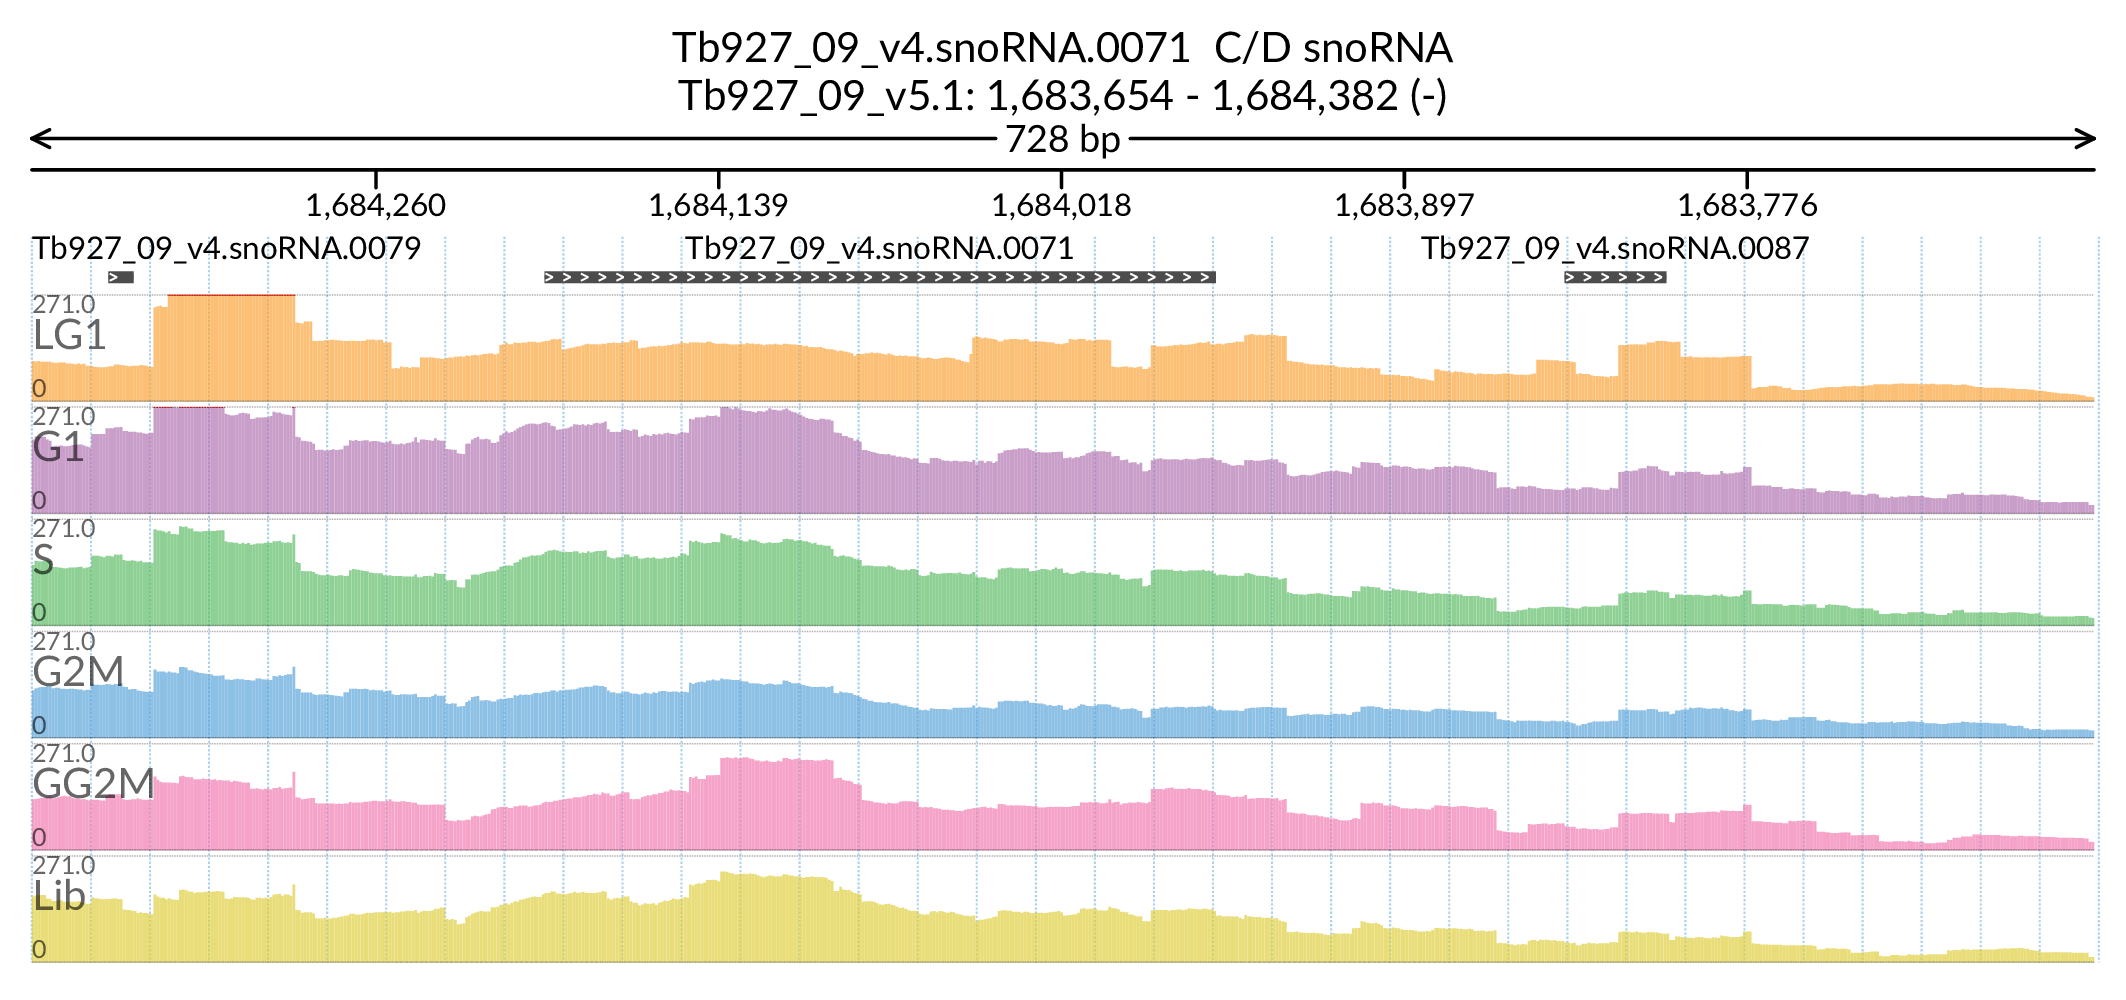 Tb927_09_v4.snoRNA.0071  C/D snoRNA
Tb927_09_v5.1: 1,683,654 - 1,684,382 (-)
728 bp
1,684,260 1,684,139 1,684,018 1,683,897 1,683,776
Tb927_09_v4.snoRNA.0079 Tb927_09_v4.snoRNA.0071 Tb927_09_v4.snoRNA.0087
271.0
LG1
0
271.0
G1
0
271.0
S
0
271.0
G2M
0
271.0
GG2M
0
271.0
Lib
0